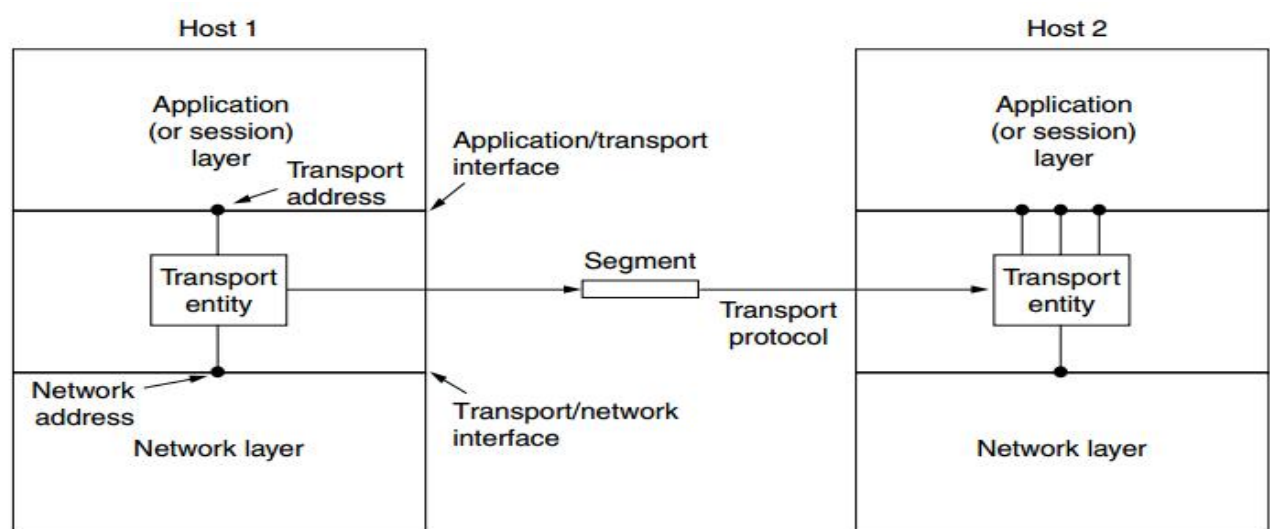 Host 1
Host 2
Application
(or session)
layer
Transport
address
Application/transport
interface
Application
(or session)
layer
Transport
entity
Segment
Transport
protocol
Transport
entity
Network
address
Network layer
Transport/network
interface
Network layer